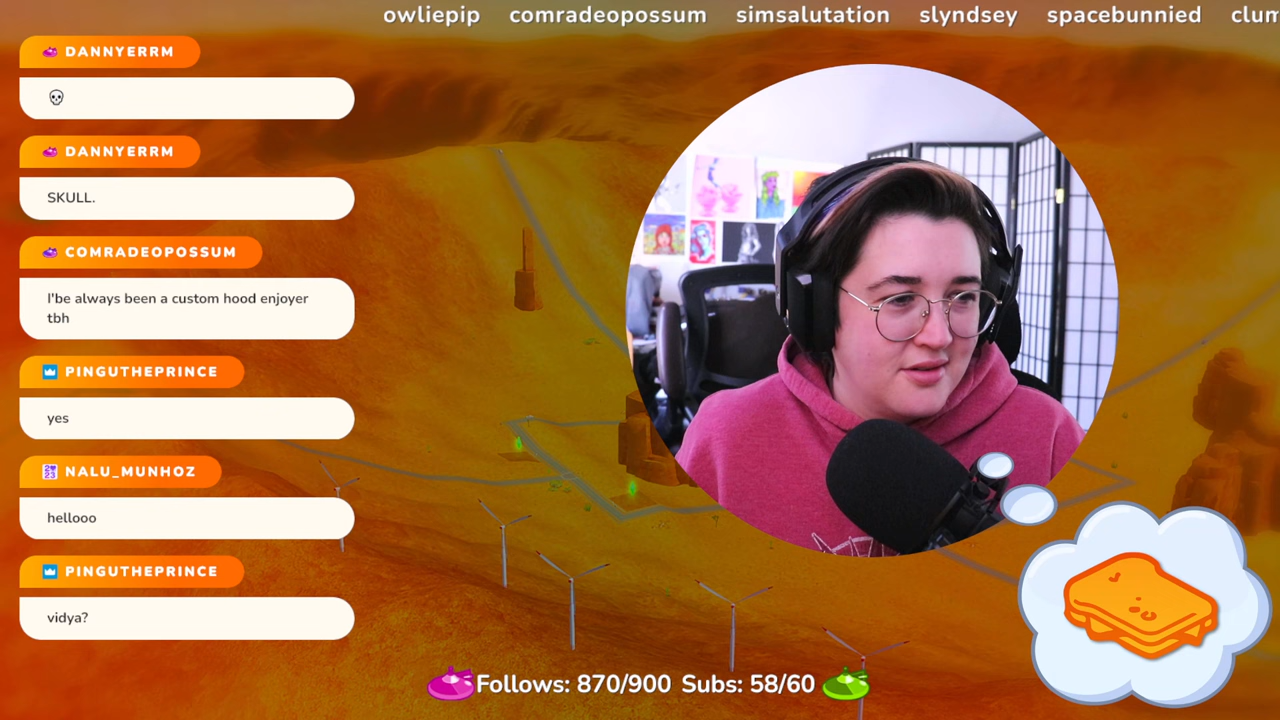 owliepip comradeopossum simsalutation slyndsey spacebunnied clum
DANNYERRM
DANNYERRM
SKULL.
COMRADEOPOSSUM
I'be always been a custom hood enjoyer
tbh
PINGUTHEPRINCE
yes
NALU_MUNHOZ
hellooo
PINGUTHEPRINCE
vidya?
Follows: 870/900 Subs: 58/60